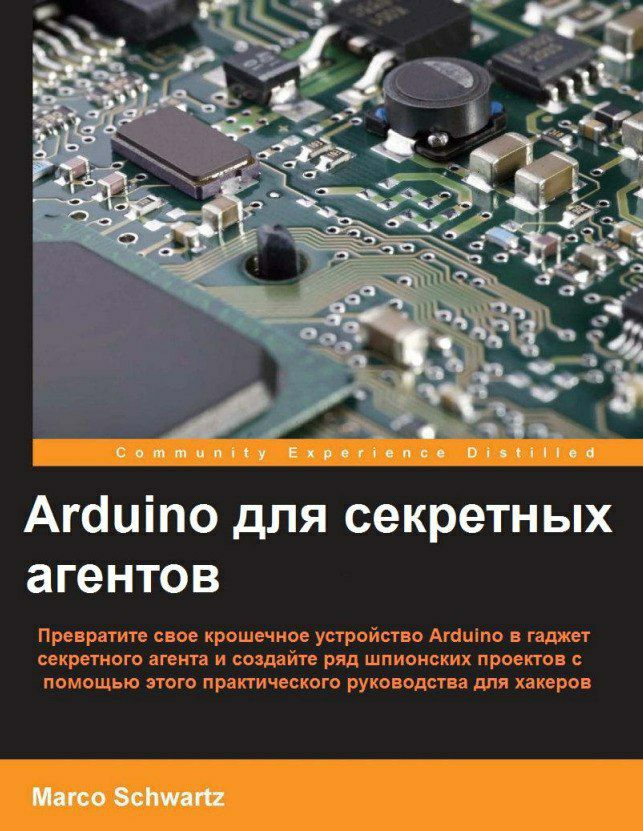 Community Experience Distilled
Arduino для секретных
агентов
Превратите свое крошечное устройство Arduino в гаджет
секретного агента и создайте ряд шпионских проектов с
помощью этого практического руководства для хакеров
Marco Schwartz